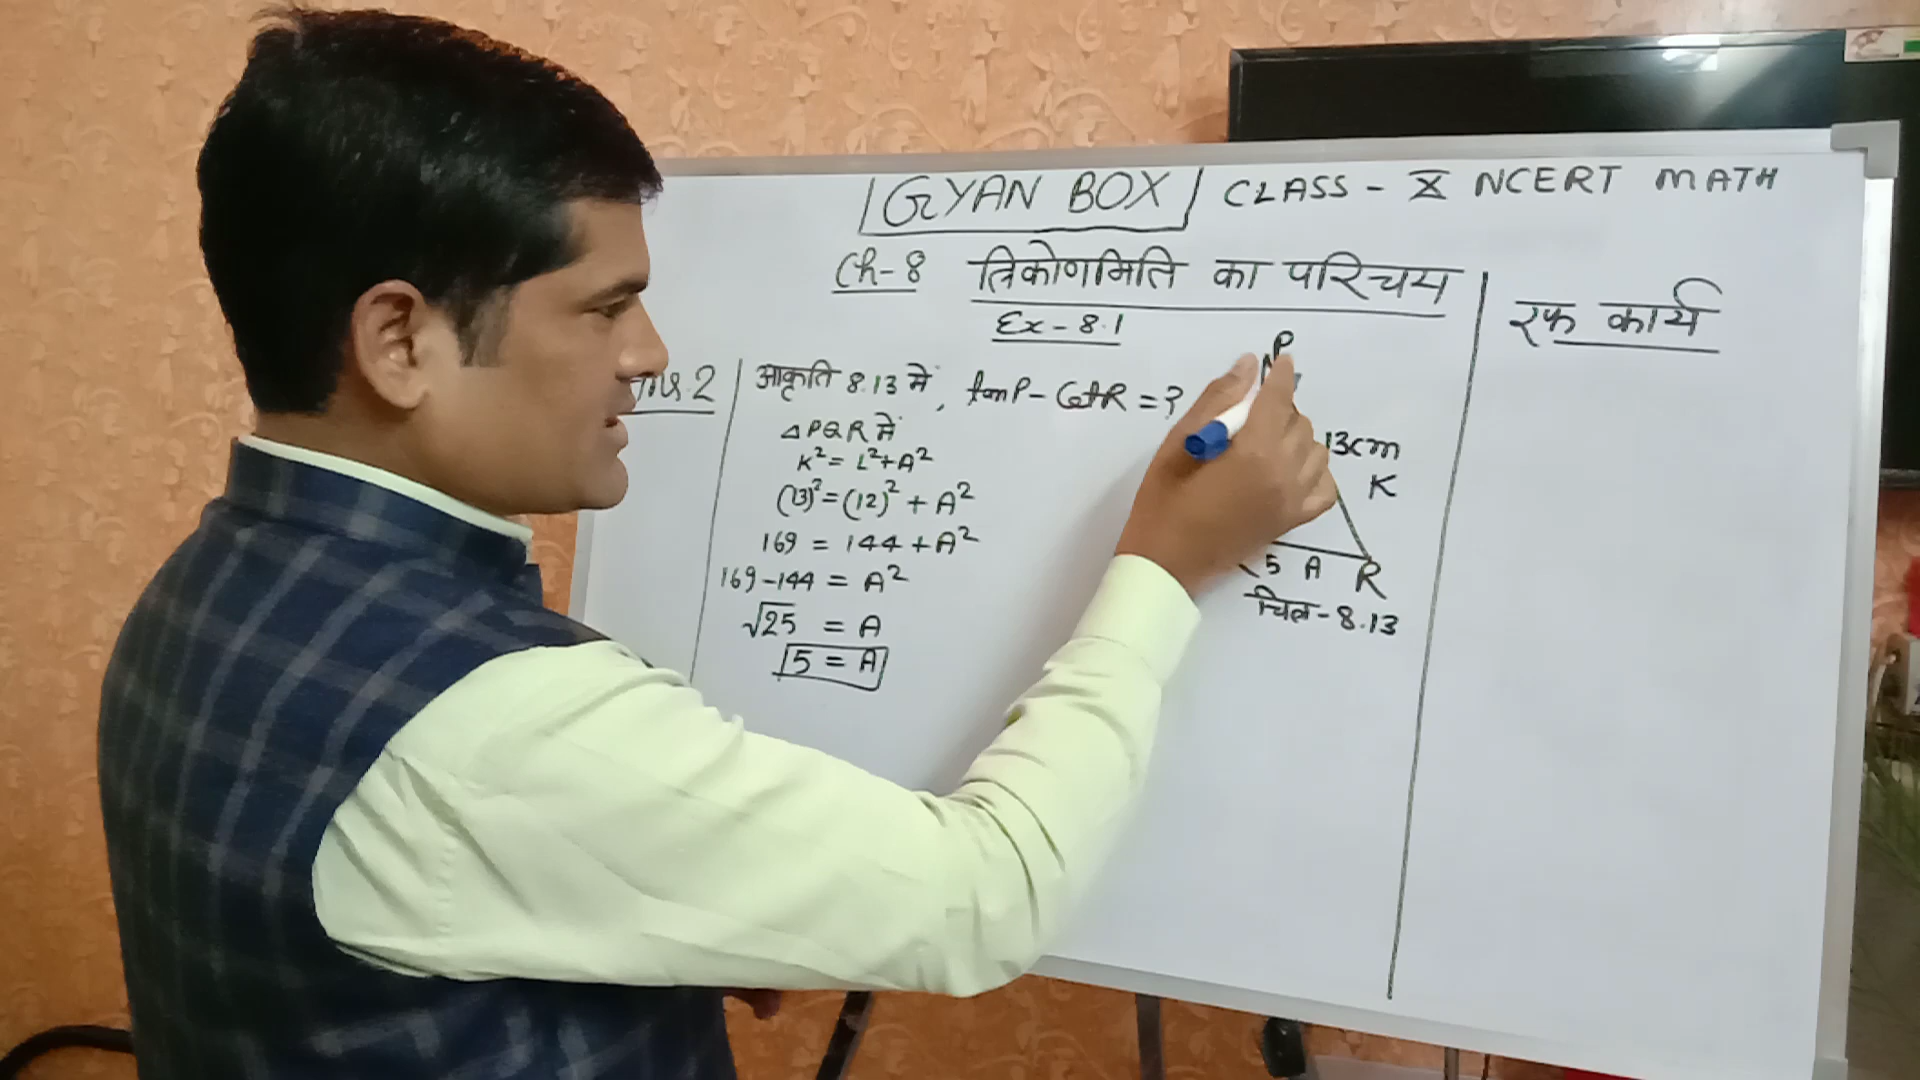 GYAN BOX CLASS - X NCERT MATH
Ch-8 त्रिकोणमिति का परिचय
Ex - 8.1
रफ कार्य
2 आकृति 8.13 में, tanP - CotR = ?
△PQR में
K² = L² + A²
(13)² = (12)² + A²
169 = 144 + A²
169 - 144 = A²
√25 = A
5 = A
P
13cm
K
5 A R
चित्र - 8.13